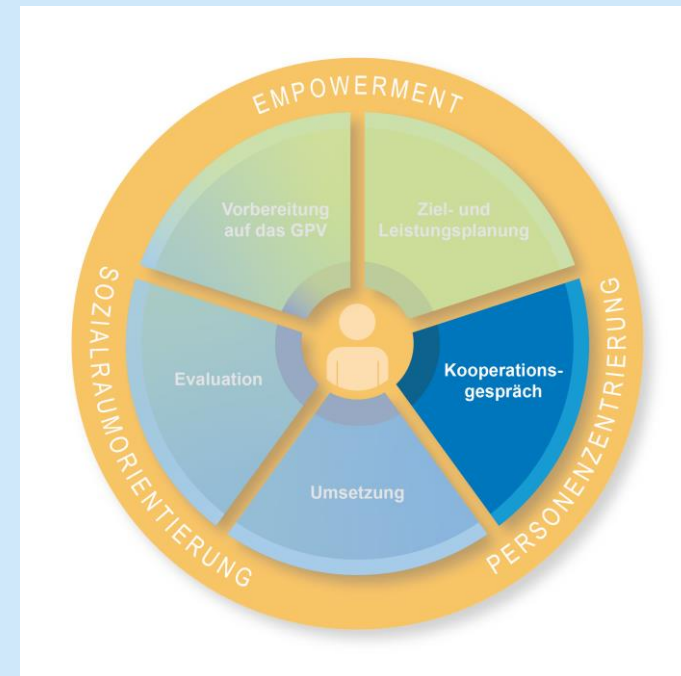 EMPOWERMENT
Vorbereitung
auf das GPV
Ziel- und
Leistungsplanung
SOZIALRAUMORIENTIERUNG
PERSONENZENTRIERUNG
Evaluation
Kooperations-
gespräch
Umsetzung